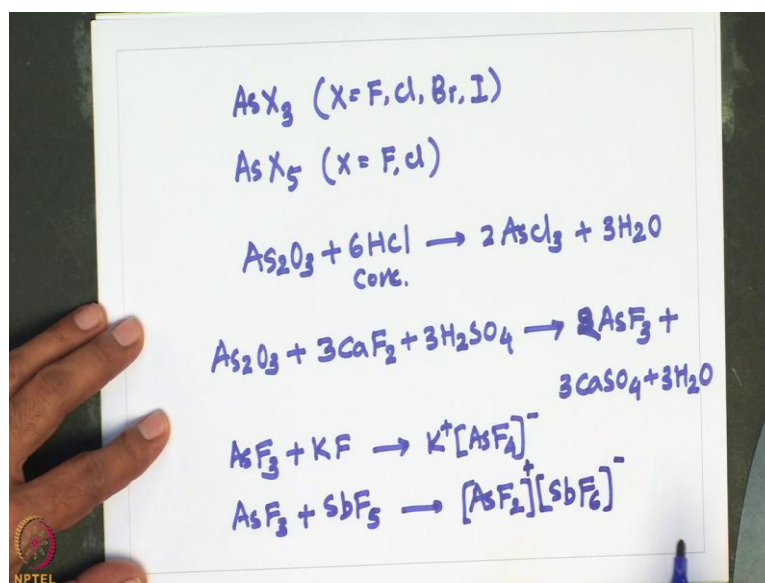 AsX₃ (X = F, Cl, Br, I)
AsX₅ (X = F, Cl)
As₂O₃ + 6HCl → 2AsCl₃ + 3H₂O
Conc.
As₂O₃ + 3CaF₂ + 3H₂SO₄ → 2AsF₃ +
3CaSO₄ + 3H₂O
AsF₃ + KF → K⁺[AsF₄]⁻
AsF₃ + SbF₅ → [AsF₂]⁺[SbF₆]⁻
NPTEL